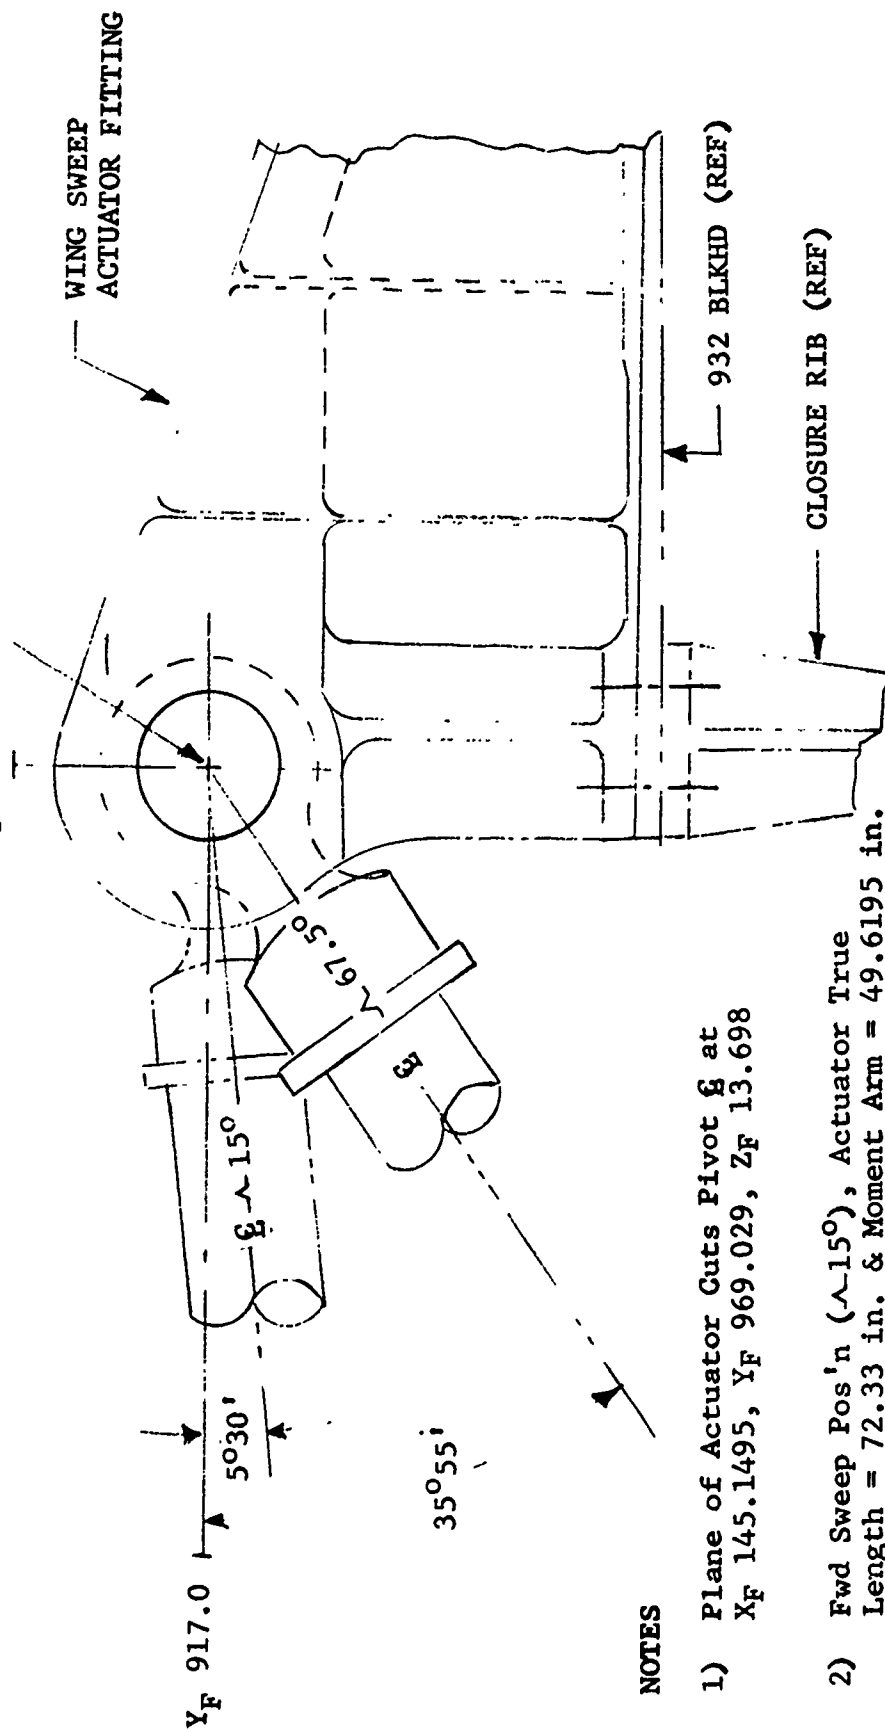 WING SWEEP
ACTUATOR FITTING
Y_F 917.0
5°30'
35°55'
℄ ⋀ 15°
℄
⋀ 67.50
932 BLKHD (REF)
CLOSURE RIB (REF)
NOTES
1) Plane of Actuator Cuts Pivot ℄ at
X_F 145.1495, Y_F 969.029, Z_F 13.698
2) Fwd Sweep Pos'n (⋀ 15°), Actuator True
Length = 72.33 in. & Moment Arm = 49.6195 in.